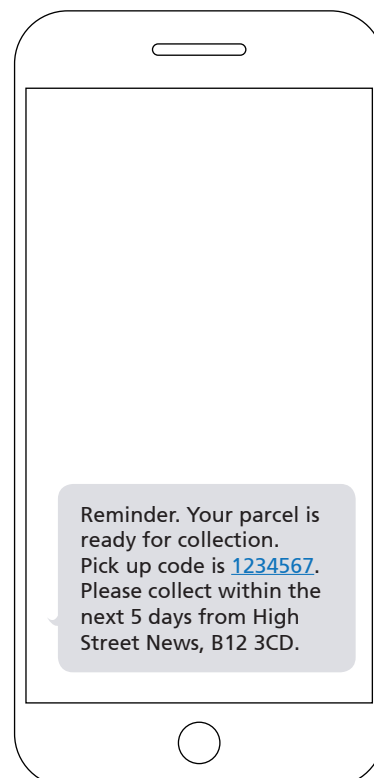 Reminder. Your parcel is
ready for collection.
Pick up code is 1234567.
Please collect within the
next 5 days from High
Street News, B12 3CD.